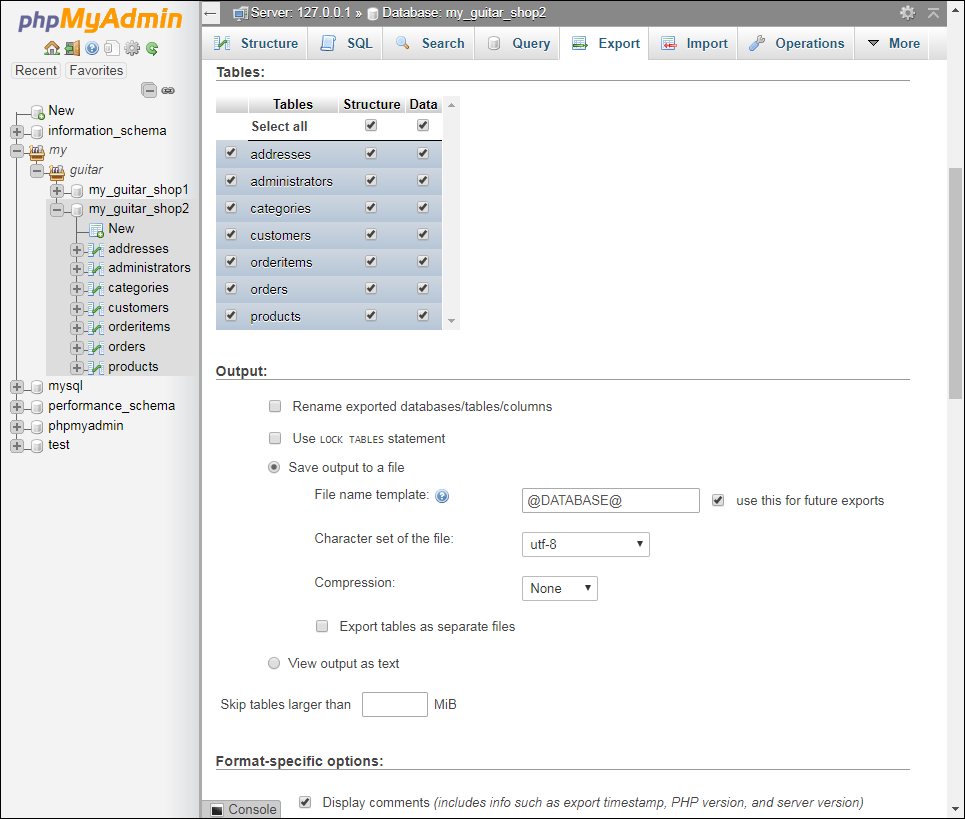 phpMyAdmin
Recent Favorites
New
information_schema
my
guitar
my_guitar_shop1
my_guitar_shop2
New
addresses
administrators
categories
customers
orderitems
orders
products
mysql
performance_schema
phpmyadmin
test
Server: 127.0.0.1 » Database: my_guitar_shop2
Structure SQL Search Query Export Import Operations More
Tables:
Tables Structure Data
Select all
addresses
administrators
categories
customers
orderitems
orders
products
Output:
Rename exported databases/tables/columns
Use LOCK TABLES statement
Save output to a file
File name template: @DATABASE@ use this for future exports
Character set of the file: utf-8
Compression: None
Export tables as separate files
View output as text
Skip tables larger than MiB
Format-specific options:
Console
Display comments (includes info such as export timestamp, PHP version, and server version)